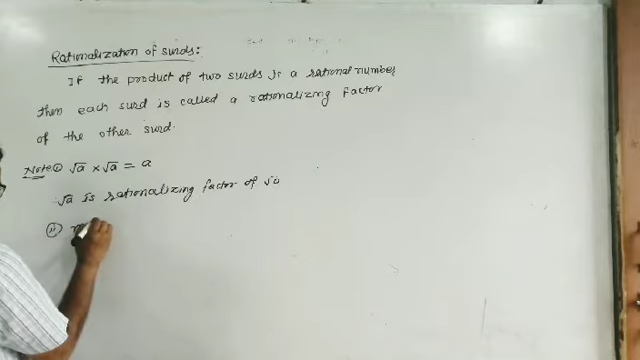 Rationalization of surds:
If the product of two surds is a rational number
then each surd is called a rationalizing factor
of the other surd.
Note ① √a × √a = a
√a is rationalizing factor of √a
ⓘⓘ